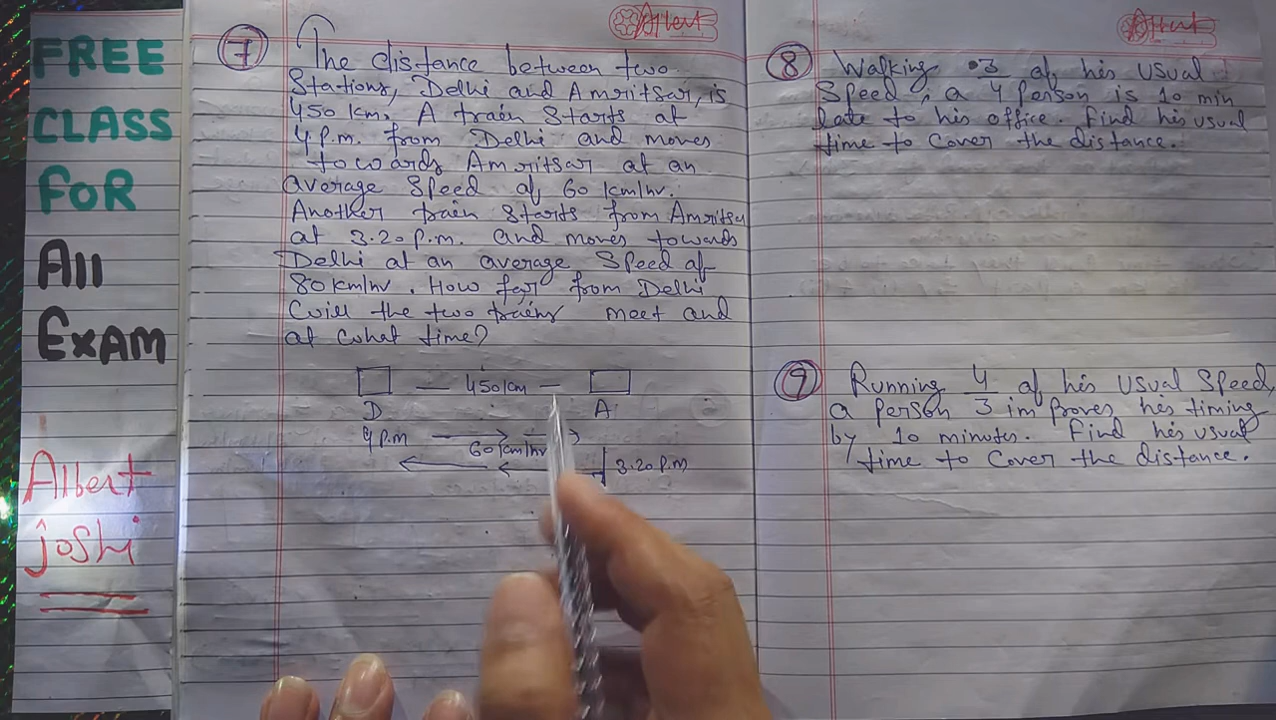 FREE
CLASS
FOR
All
EXAM
Albert
joshi
Albert
7 The distance between two
Stations, Delhi and Amritsar, is
450 km. A train starts at
4 p.m. from Delhi and moves
towards Amritsar at an
average speed of 60 km/hr.
Another train starts from Amritsar
at 3.20 p.m. and moves towards
Delhi at an average speed of
80 km/hr. How far from Delhi
will the two trains meet and
at what time?
450 km
D A
4 p.m
60 km/hr
3.20 p.m
Albert
8 Walking 3 of his usual
Speed, a 4 person is 10 min
late to his office. Find his usual
time to cover the distance.
9 Running 4 of his usual speed,
a person 3 improves his timing
by 10 minutes. Find his usual
time to cover the distance.